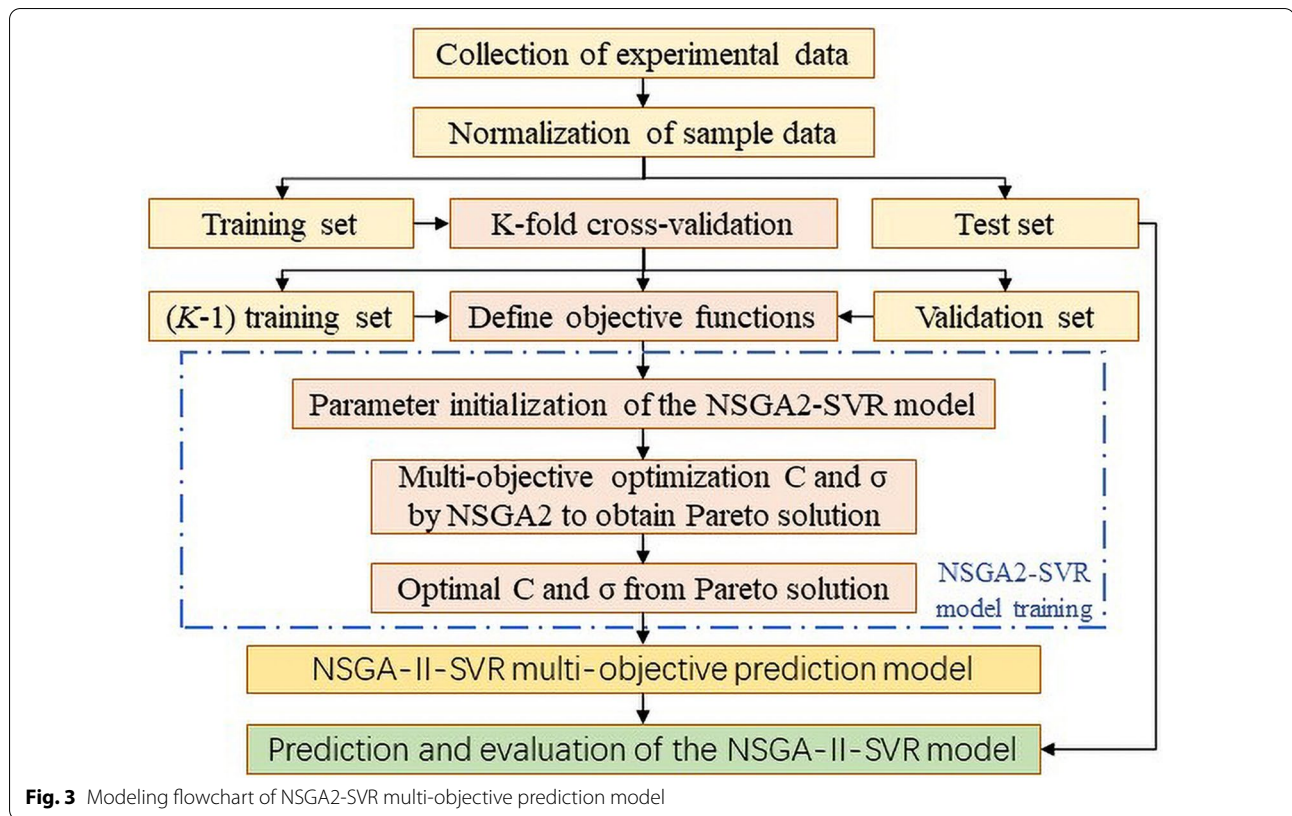 Collection of experimental data
Normalization of sample data
Training set
K-fold cross-validation
Test set
(K-1) training set
Define objective functions
Validation set
Parameter initialization of the NSGA2-SVR model
Multi-objective optimization C and σ
by NSGA2 to obtain Pareto solution
Optimal C and σ from Pareto solution
NSGA2-SVR
model training
NSGA-II-SVR multi-objective prediction model
Prediction and evaluation of the NSGA-II-SVR model
Fig. 3 Modeling flowchart of NSGA2-SVR multi-objective prediction model